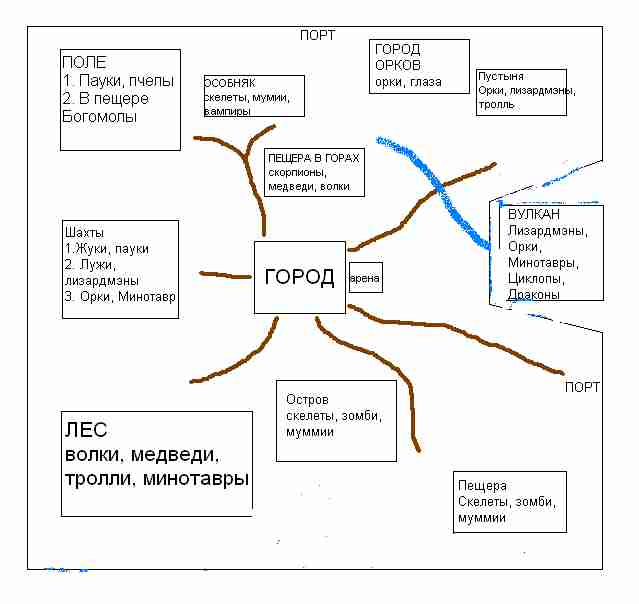 ПОРТ
ПОЛЕ
1. Пауки, пчелы
2. В пещере
Богомолы
ОСОБНЯК
скелеты, мумии,
вампиры
ГОРОД
ОРКОВ
орки, глаза
Пустыня
Орки, лизардмэны,
тролль
ПЕЩЕРА В ГОРАХ
скорпионы,
медведи, волки
Шахты
1.Жуки, пауки
2. Лужи,
лизардмэны
3. Орки, Минотавр
ГОРОД
арена
ВУЛКАН
Лизардмэны,
Орки,
Минотавры,
Циклопы,
Драконы
ПОРТ
Остров
скелеты, зомби,
муммии
ЛЕС
волки, медведи,
тролли, минотавры
Пещера
Скелеты, зомби,
муммии